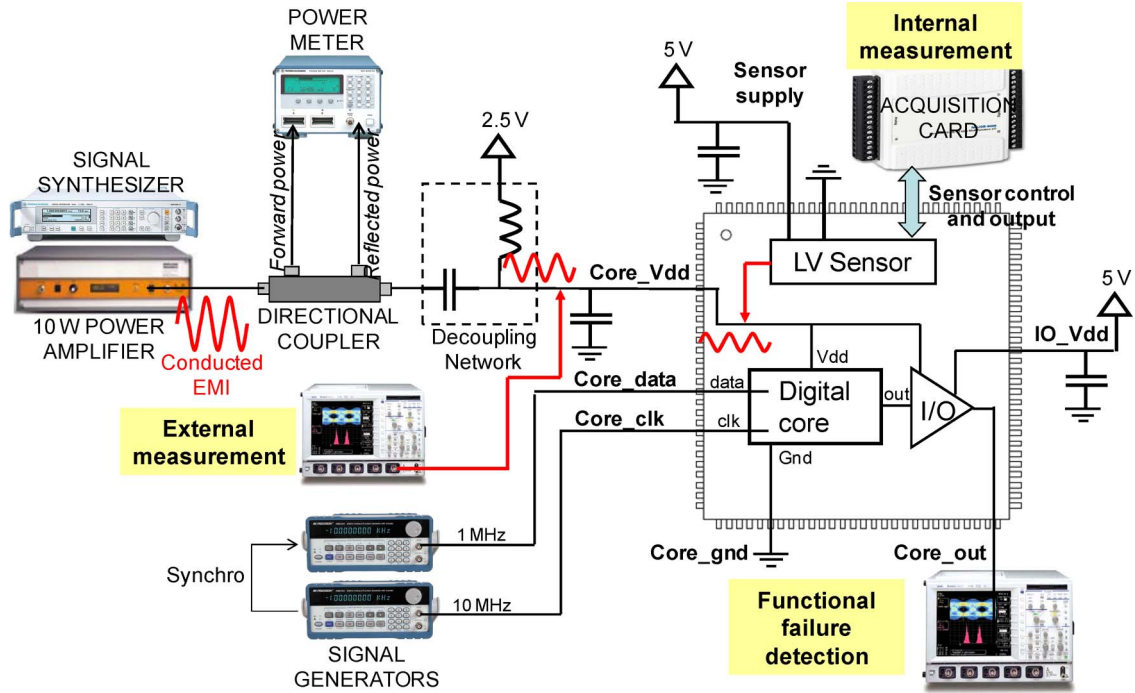 POWER
METER
SIGNAL
SYNTHESIZER
Forward power
Reflected power
10 W POWER
AMPLIFIER
Conducted
EMI
DIRECTIONAL
COUPLER
2.5 V
Decoupling
Network
Core_Vdd
5 V
Sensor
supply
Internal
measurement
ACQUISITION
CARD
Sensor control
and output
LV Sensor
5 V
IO_Vdd
Vdd
Core_data
data
Core_clk
clk
Digital
core
out
I/O
Gnd
External
measurement
1 MHz
10 MHz
Synchro
SIGNAL
GENERATORS
Core_gnd
Core_out
Functional
failure
detection